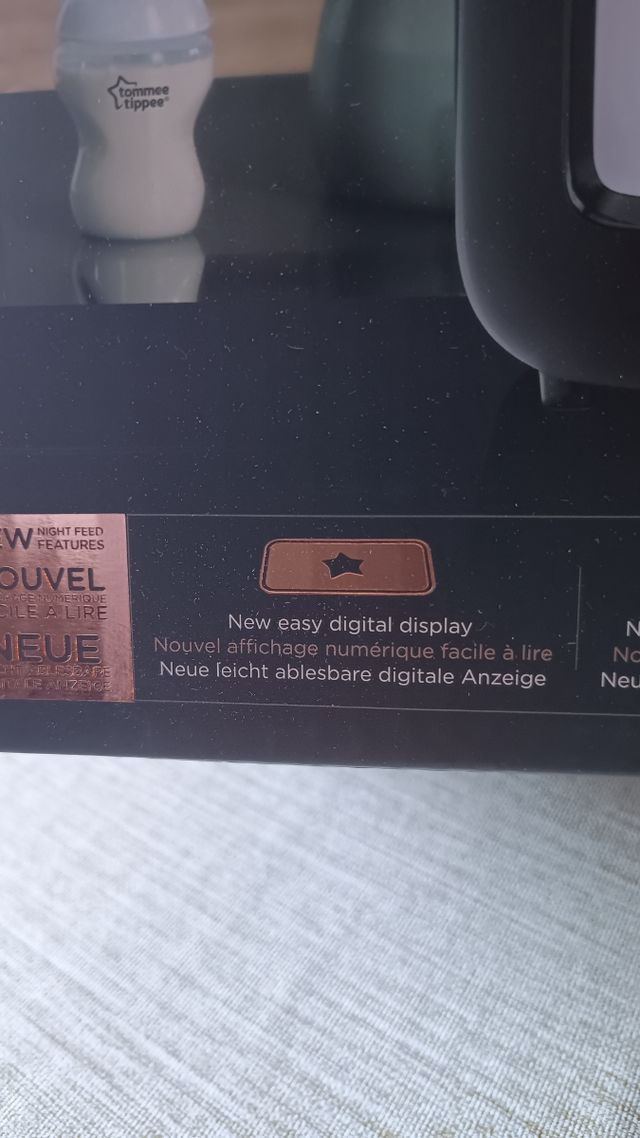 tommee
tippee®
NIGHT FEED
FEATURES
À LIRE
NEUE
New easy digital display
Nouvel affichage numérique facile à lire
Neue leicht ablesbare digitale Anzeige